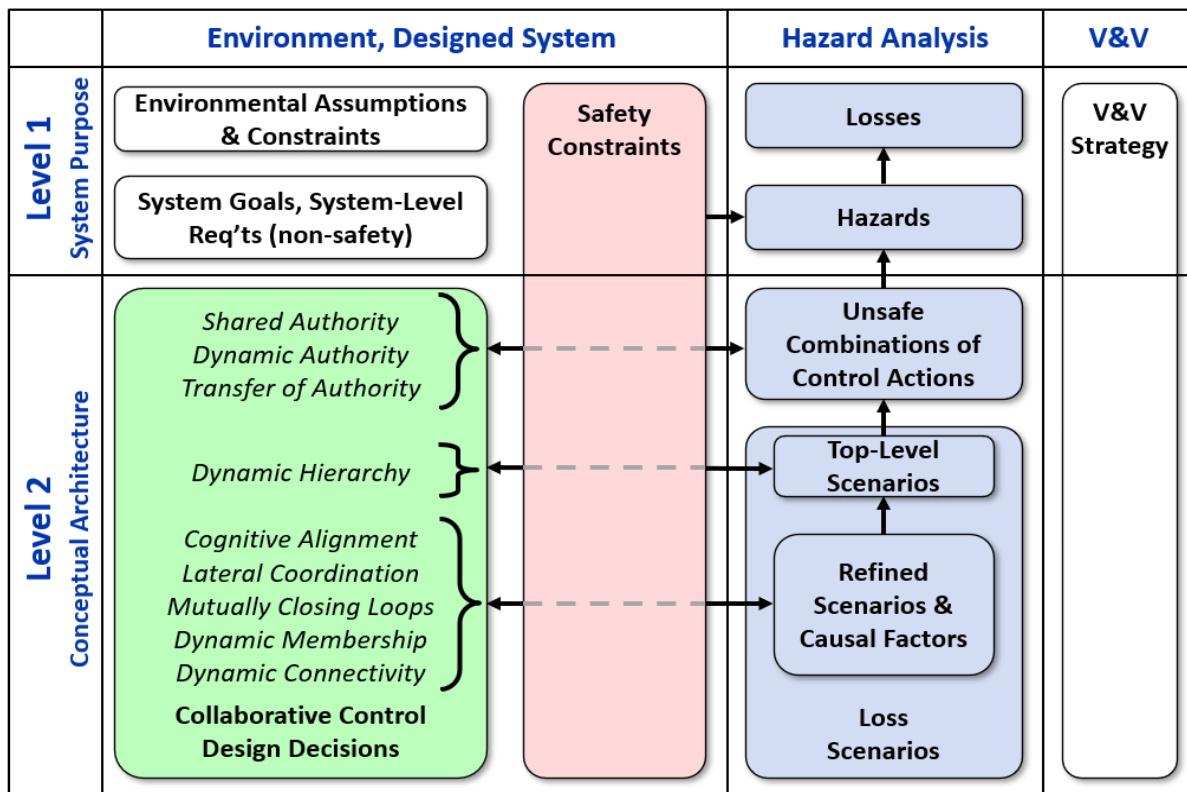 Environment, Designed System
Hazard Analysis
V&V
Level 1
System Purpose
Environmental Assumptions
& Constraints
System Goals, System-Level
Req'ts (non-safety)
Safety
Constraints
Losses
Hazards
V&V
Strategy
Level 2
Conceptual Architecture
Shared Authority
Dynamic Authority
Transfer of Authority
Dynamic Hierarchy
Cognitive Alignment
Lateral Coordination
Mutually Closing Loops
Dynamic Membership
Dynamic Connectivity
Collaborative Control
Design Decisions
Unsafe
Combinations of
Control Actions
Top-Level
Scenarios
Refined
Scenarios &
Causal Factors
Loss
Scenarios